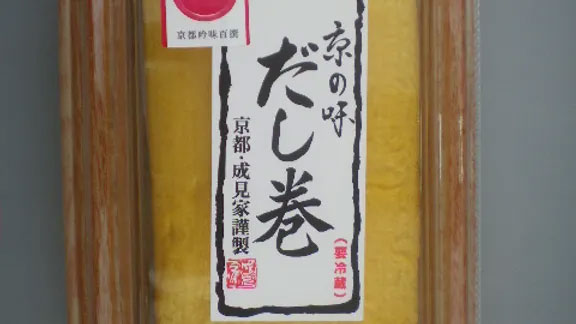 京都吟味百撰
京の味
だし巻
京都・成見家謹製
（要冷蔵）